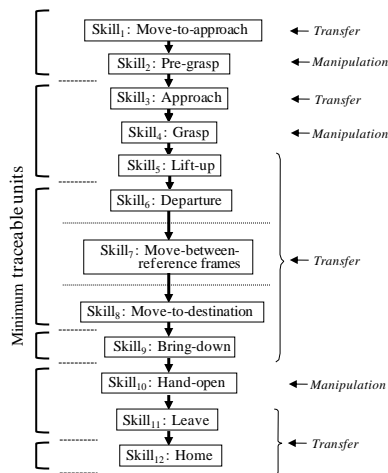 Skill₁: Move-to-approach
Transfer
Skill₂: Pre-grasp
Manipulation
Skill₃: Approach
Transfer
Skill₄: Grasp
Manipulation
Skill₅: Lift-up
Skill₆: Departure
Skill₇: Move-between-
reference frames
Transfer
Skill₈: Move-to-destination
Skill₉: Bring-down
Skill₁₀: Hand-open
Manipulation
Skill₁₁: Leave
Transfer
Skill₁₂: Home
Minimum traceable units